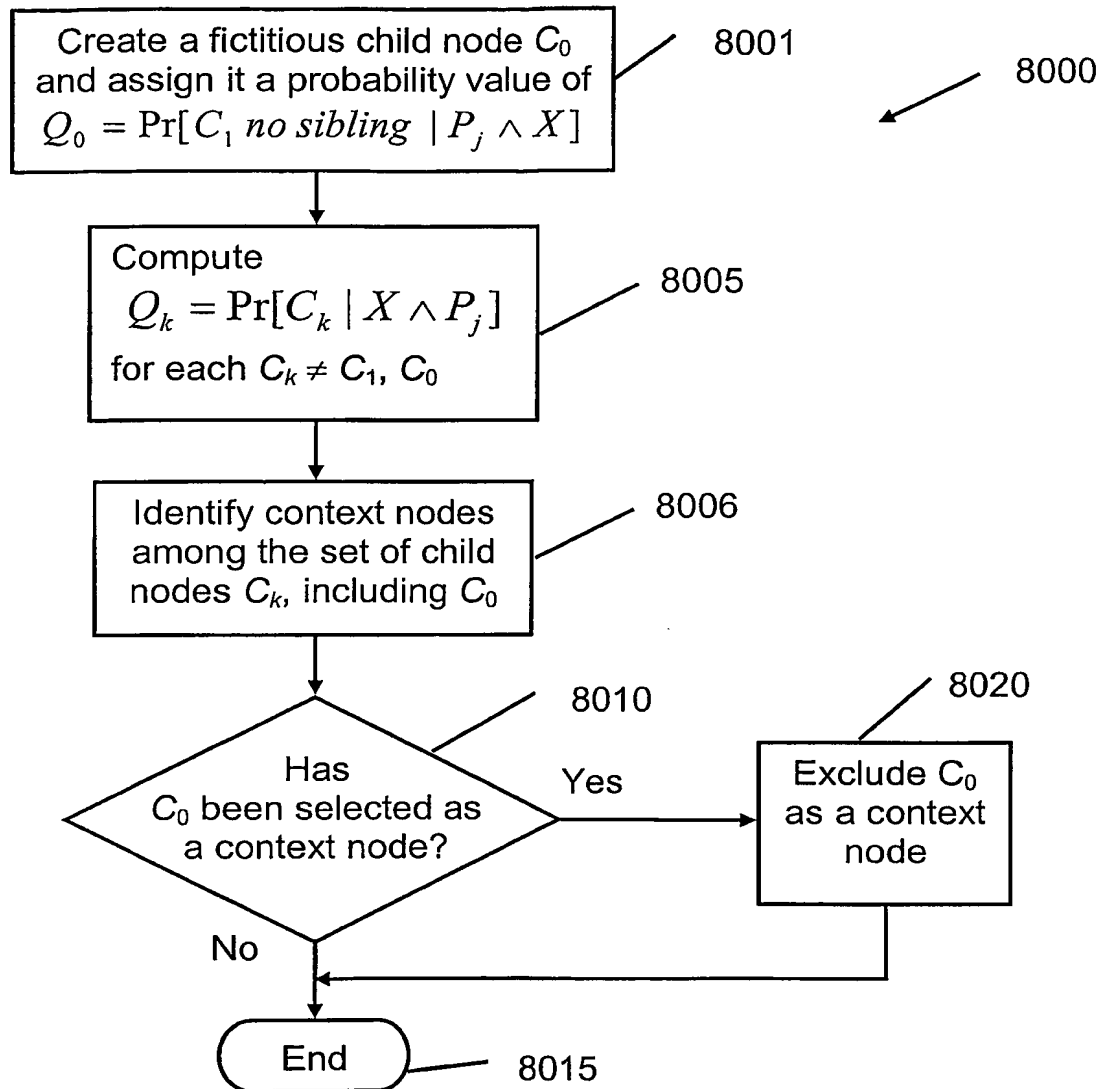 Create a fictitious child node C₀
and assign it a probability value of
Q₀ = Pr[C₁ no sibling | Pⱼ ∧ X]
8001
8000
Compute
Qₖ = Pr[Cₖ | X ∧ Pⱼ]
for each Cₖ ≠ C₁, C₀
8005
Identify context nodes
among the set of child
nodes Cₖ, including C₀
8006
8010
Has
C₀ been selected as
a context node?
Yes
8020
Exclude C₀
as a context
node
No
End
8015